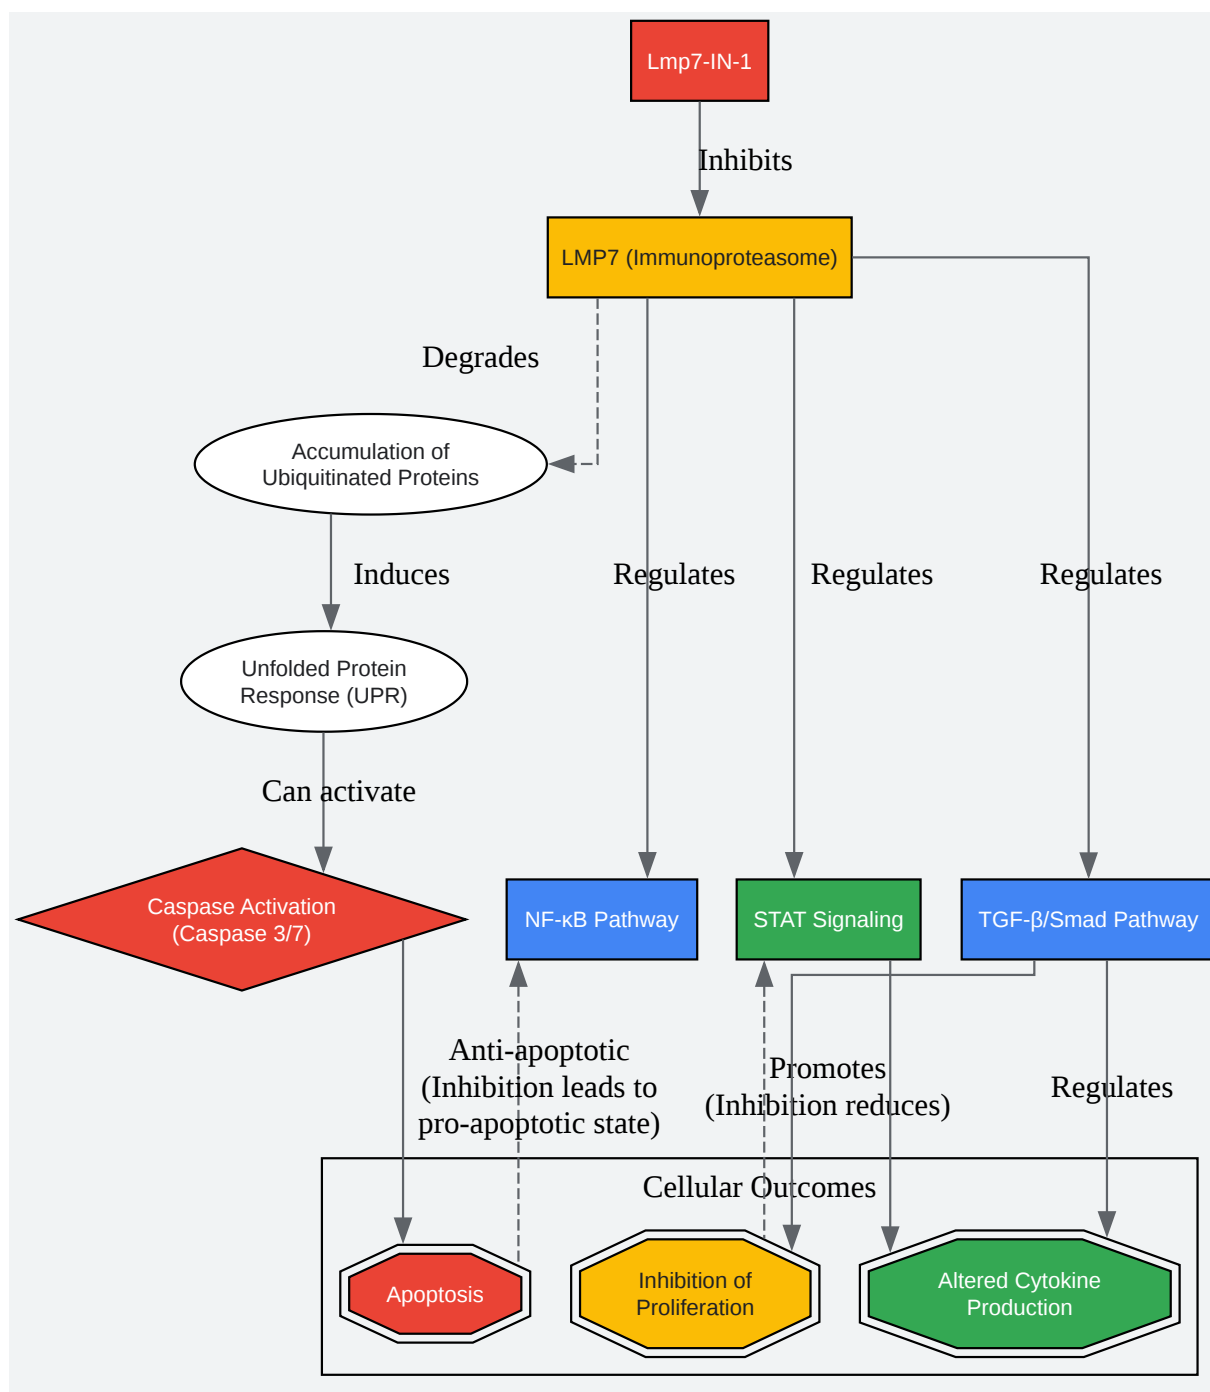 Lmp7-IN-1
Inhibits
LMP7 (Immunoproteasome)
Degrades
Accumulation of
Ubiquitinated Proteins
Induces
Regulates
Regulates
Regulates
Unfolded Protein
Response (UPR)
Can activate
Caspase Activation
(Caspase 3/7)
NF-κB Pathway
STAT Signaling
TGF-β/Smad Pathway
Anti-apoptotic
(Inhibition leads to
pro-apoptotic state)
Promotes
(Inhibition reduces)
Regulates
Cellular Outcomes
Apoptosis
Inhibition of
Proliferation
Altered Cytokine
Production